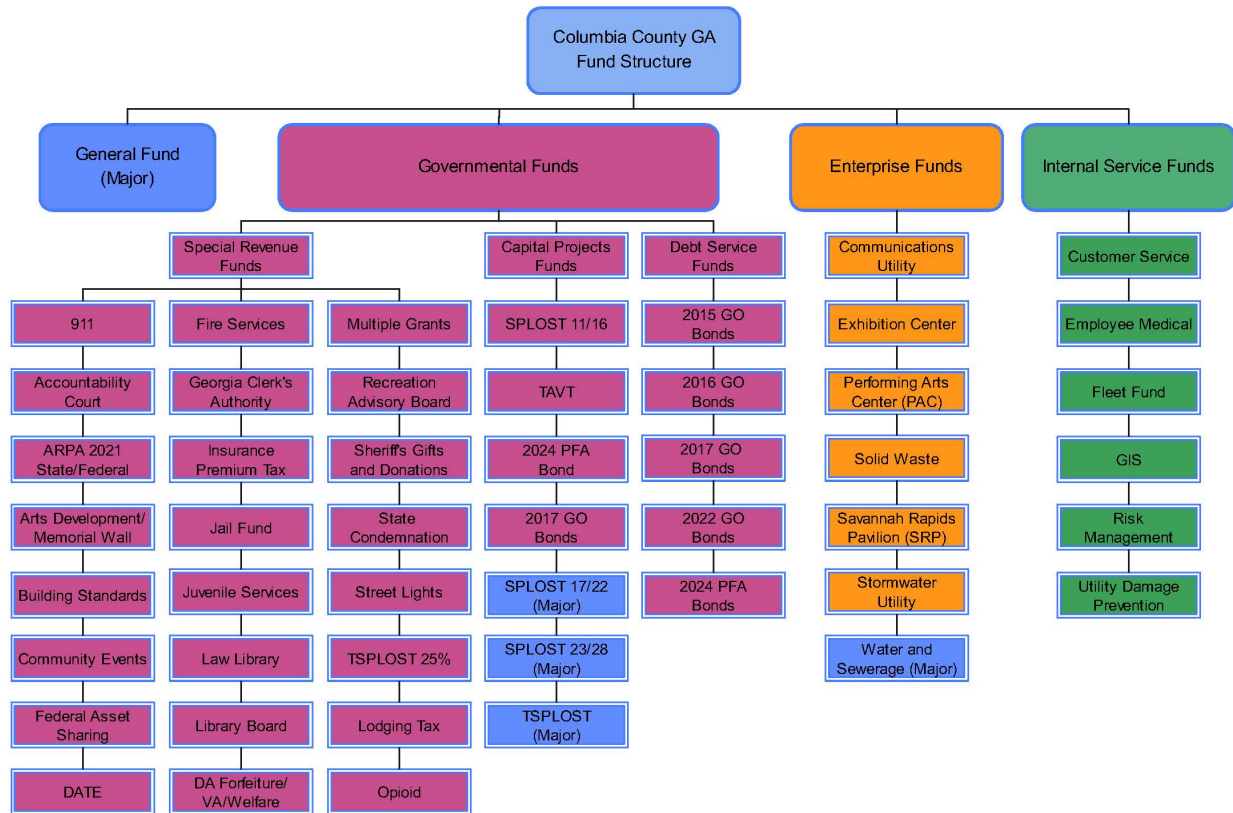 Columbia County GA
Fund Structure
General Fund
(Major)
Governmental Funds
Enterprise Funds
Internal Service Funds
Special Revenue
Funds
Capital Projects
Funds
Debt Service
Funds
Communications
Utility
Customer Service
911
Fire Services
Multiple Grants
SPLOST 11/16
2015 GO
Bonds
Exhibition Center
Employee Medical
Accountability
Court
Georgia Clerk's
Authority
Recreation
Advisory Board
TAVT
2016 GO
Bonds
Performing Arts
Center (PAC)
Fleet Fund
ARPA 2021
State/Federal
Insurance
Premium Tax
Sheriff's Gifts
and Donations
2024 PFA
Bond
2017 GO
Bonds
Solid Waste
GIS
Arts Development/
Memorial Wall
Jail Fund
State
Condemnation
2017 GO
Bonds
2022 GO
Bonds
Savannah Rapids
Pavilion (SRP)
Risk
Management
Building Standards
Juvenile Services
Street Lights
SPLOST 17/22
(Major)
2024 PFA
Bonds
Stormwater
Utility
Utility Damage
Prevention
Community Events
Law Library
TSPLOST 25%
SPLOST 23/28
(Major)
Water and
Sewerage (Major)
Federal Asset
Sharing
Library Board
Lodging Tax
TSPLOST
(Major)
DATE
DA Forfeiture/
VA/Welfare
Opioid